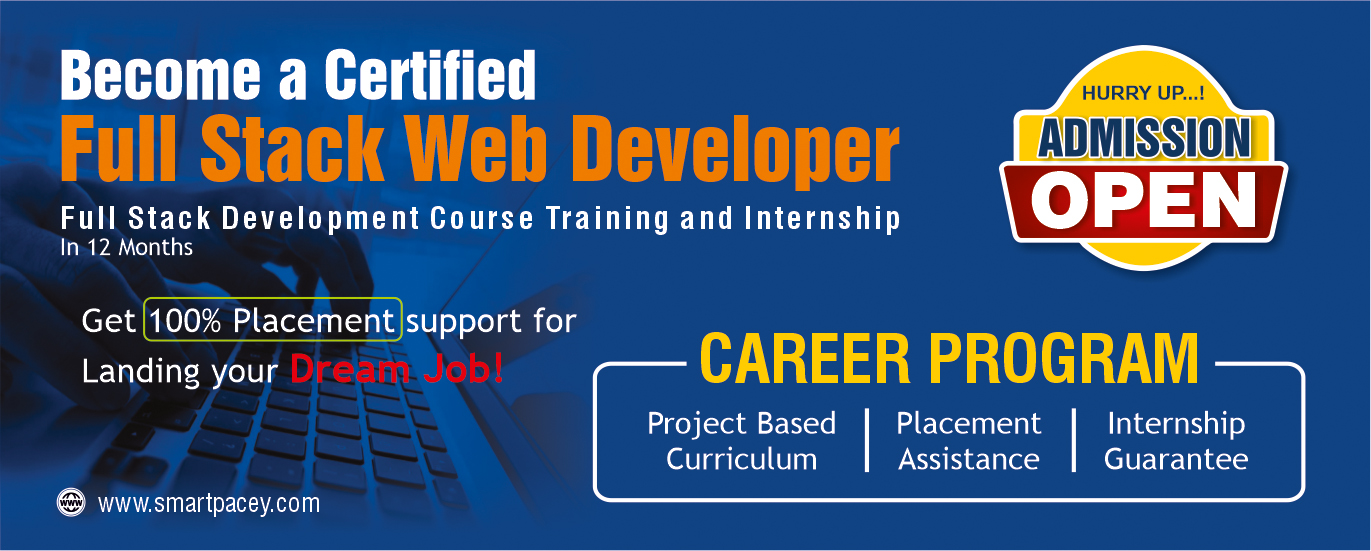 Become a Certified
Full Stack Web Developer
Full Stack Development Course Training and Internship
In 12 Months
HURRY UP...!
ADMISSION
OPEN
Get 100% Placement support for
Landing your Dream Job!
CAREER PROGRAM
Project Based
Curriculum
Placement
Assistance
Internship
Guarantee
www www.smartpacey.com